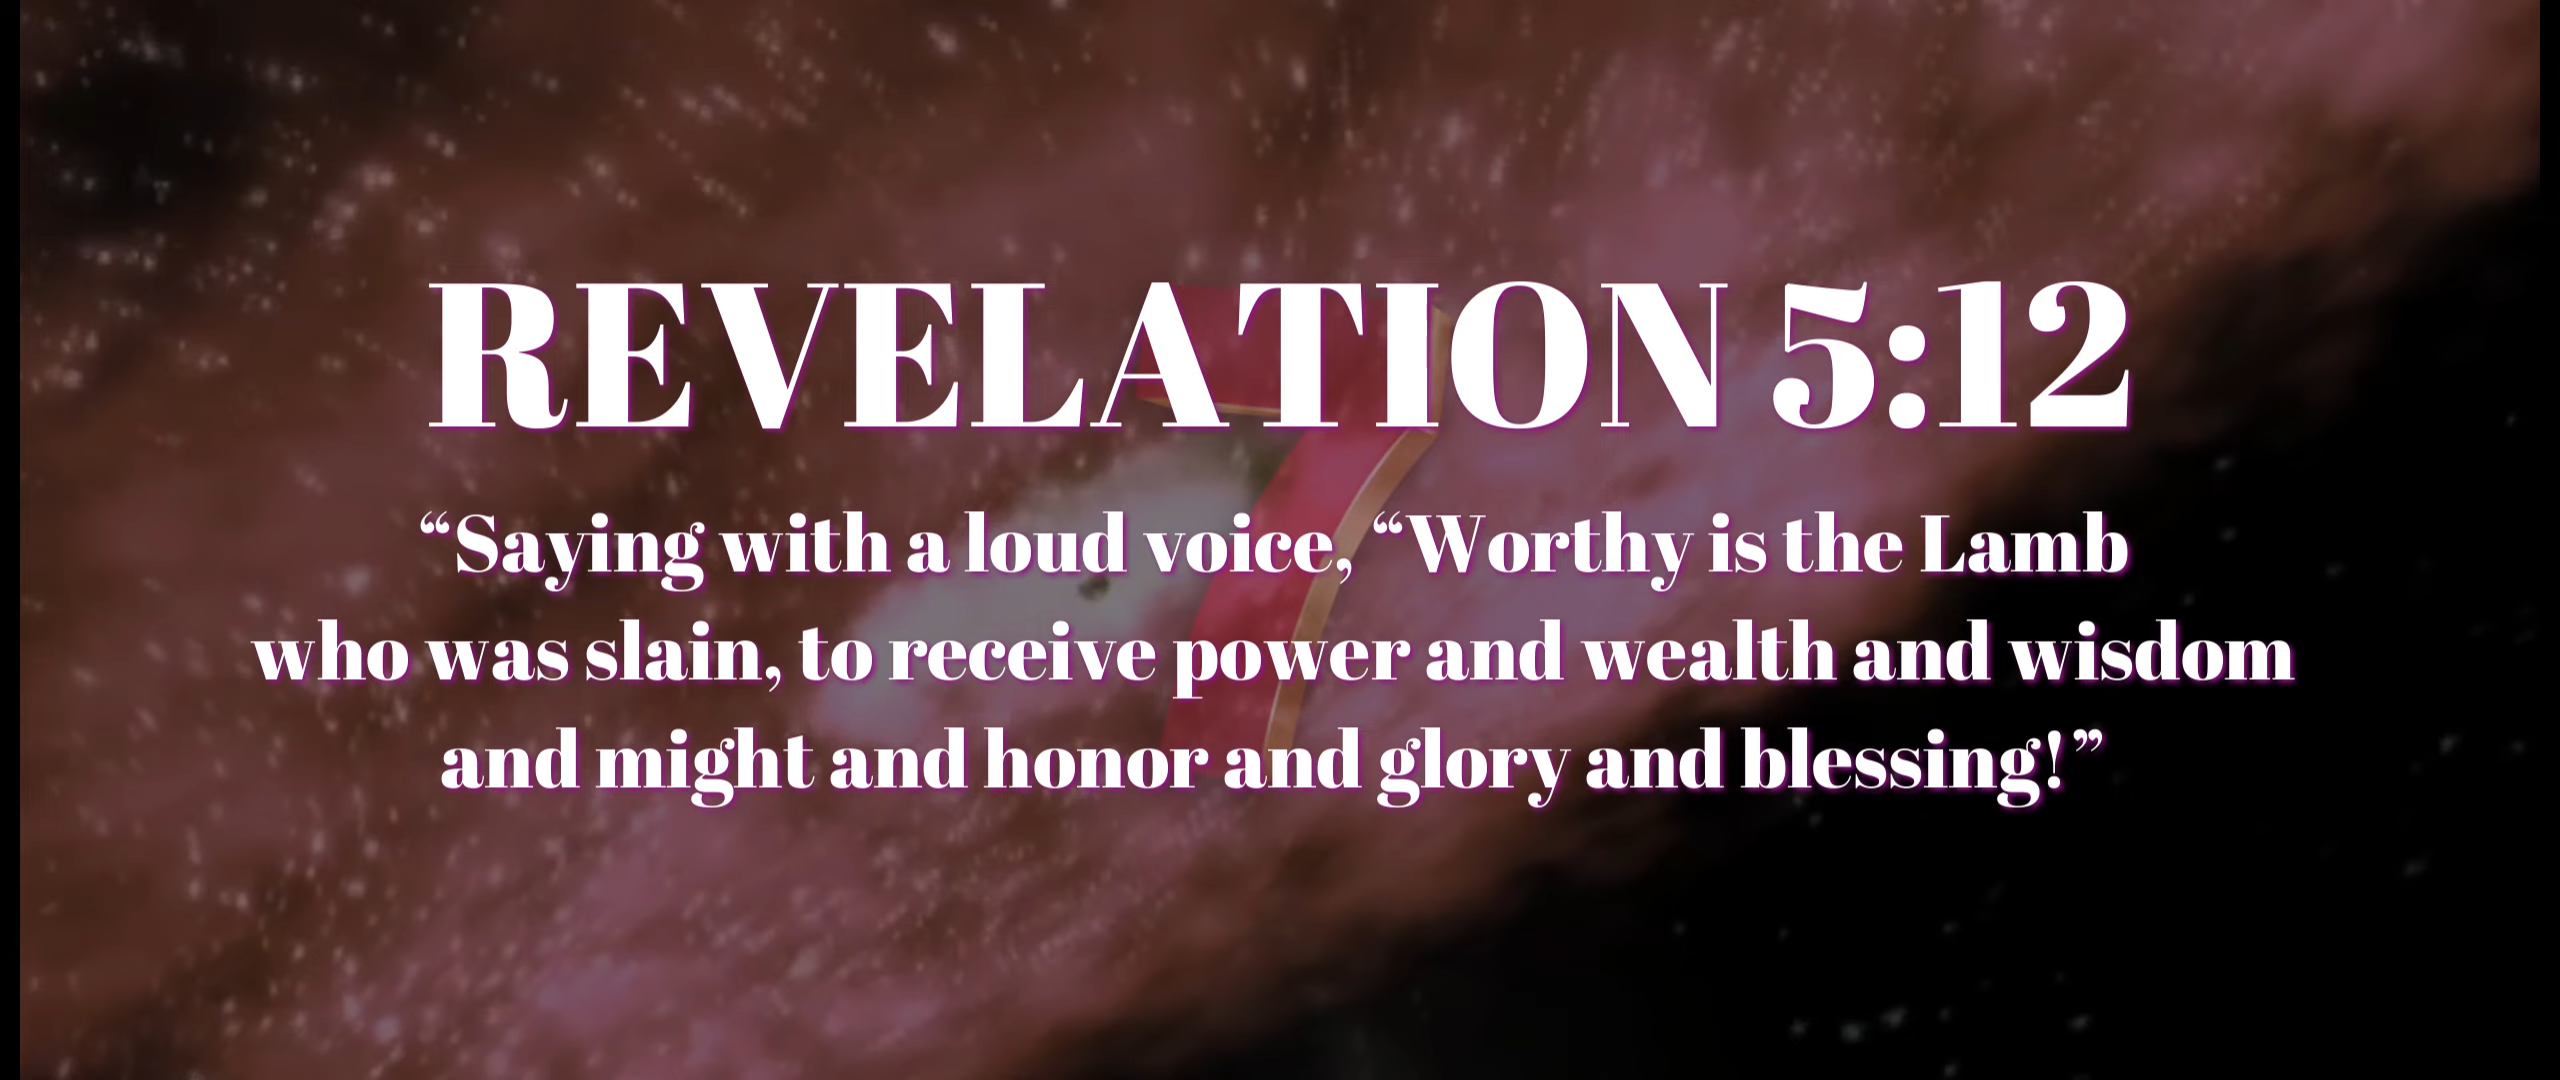 REVELATION 5:12
“Saying with a loud voice, “Worthy is the Lamb
who was slain, to receive power and wealth and wisdom
and might and honor and glory and blessing!”
7